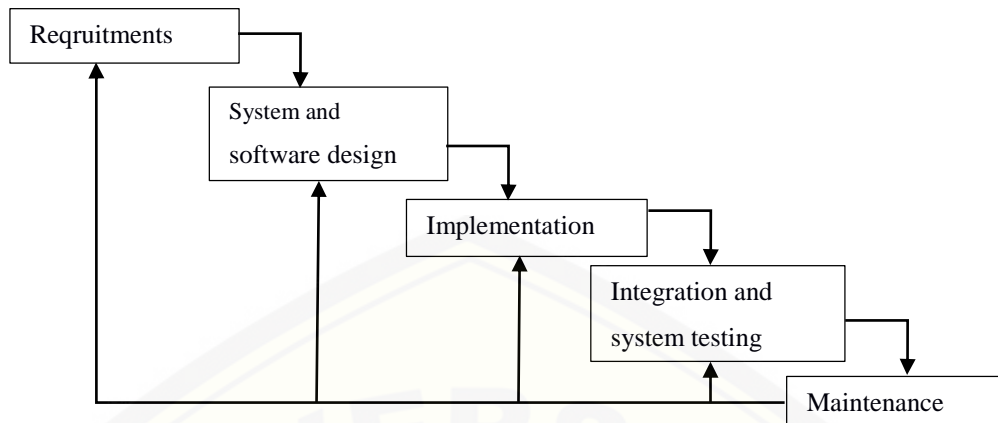 Reqruitments
System and
software design
Implementation
Integration and
system testing
Maintenance